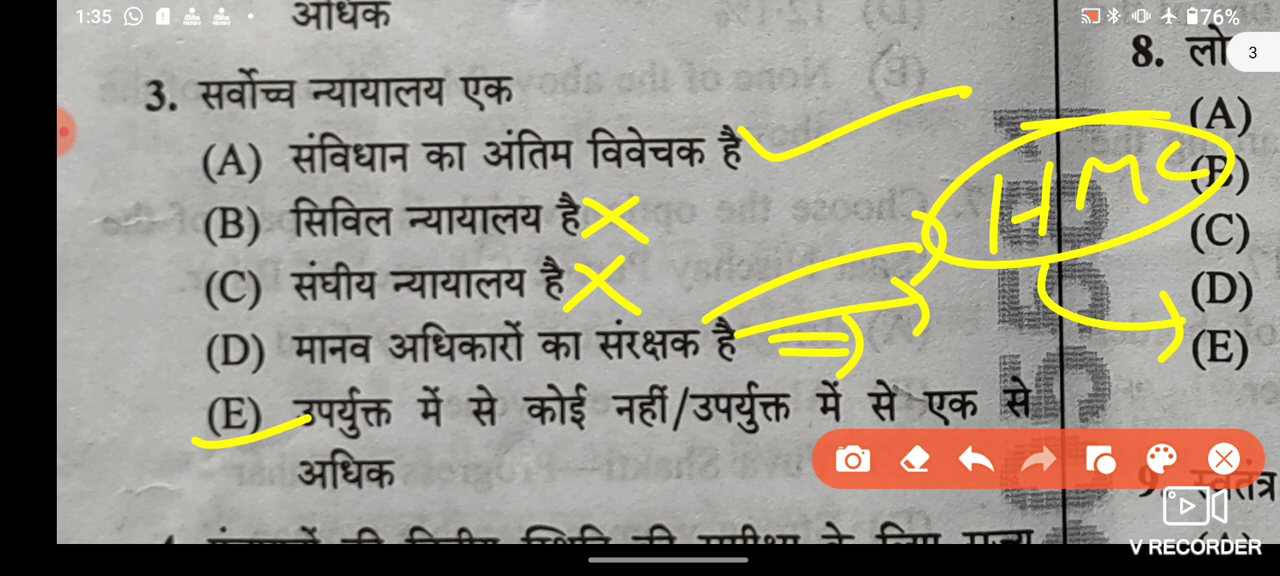 1:35
76%
3
अधिक
3. सर्वोच्च न्यायालय एक
(A) संविधान का अंतिम विवेचक है
(B) सिविल न्यायालय है
(C) संघीय न्यायालय है
(D) मानव अधिकारों का संरक्षक है
(E) उपर्युक्त में से कोई नहीं/उपर्युक्त में से एक से
अधिक
HMC
8. लो
(A)
(B)
(C)
(D)
(E)
9.
V RECORDER